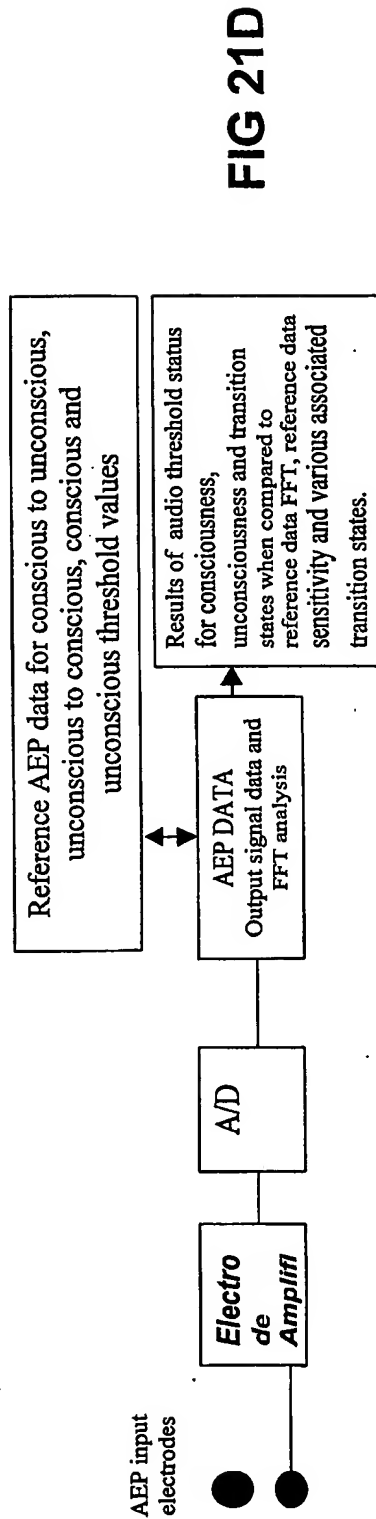 AEP input
electrodes
Electro
de
Amplifi
A/D
AEP DATA
Output signal data and
FFT analysis
Reference AEP data for conscious to unconscious,
unconscious to conscious, conscious and
unconscious threshold values
Results of audio threshold status
for consciousness,
unconsciousness and transition
states when compared to
reference data FFT, reference data
sensitivity and various associated
transition states.
FIG 21D